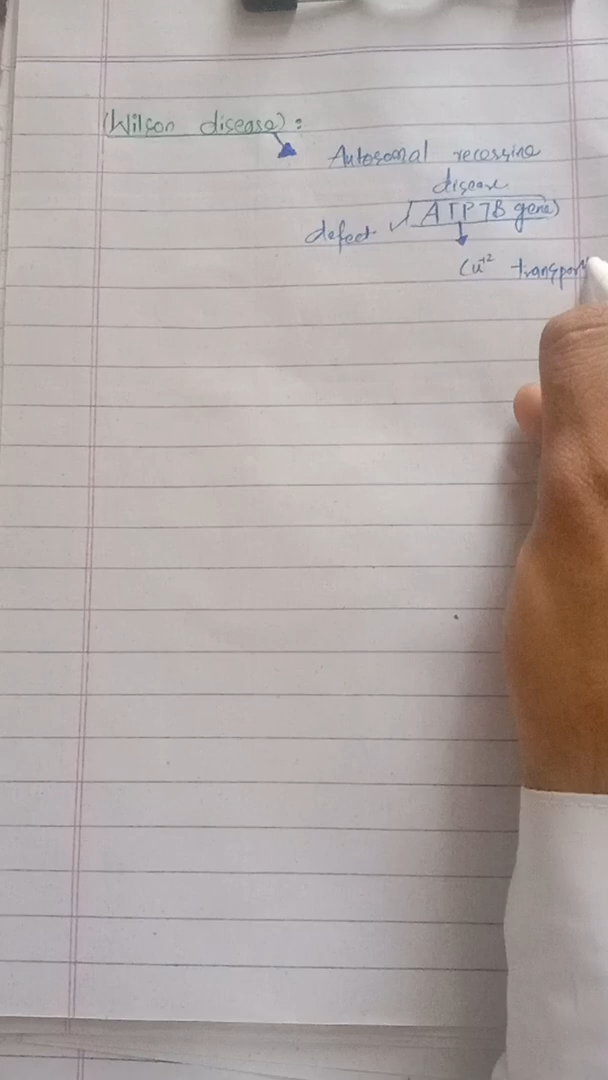 (Wilson disease) :
Autosomal recessive
disease
defect ATP7B gene)
Cu+2 transport